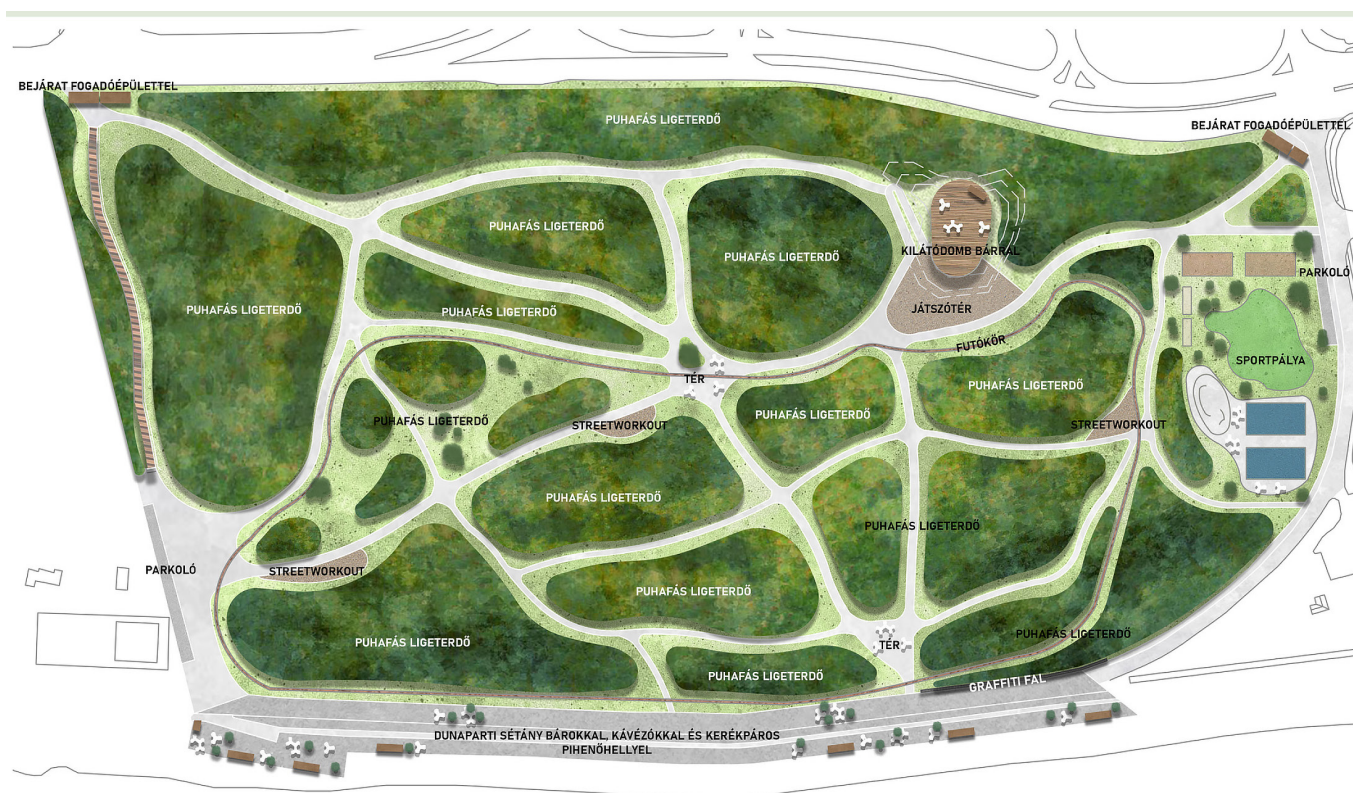 BEJÁRAT FOGADÓÉPÜLETTEL
PUHAFÁS LIGETERDŐ
BEJÁRAT FOGADÓÉPÜLETTEL
PUHAFÁS LIGETERDŐ
PUHAFÁS LIGETERDŐ
KILÁTÓDOMB BÁRRAL
PARKOLÓ
PUHAFÁS LIGETERDŐ
PUHAFÁS LIGETERDŐ
JÁTSZÓTÉR
FUTÓKÖR
SPORTPÁLYA
TÉR
PUHAFÁS LIGETERDŐ
PUHAFÁS LIGETERDŐ
STREETWORKOUT
PUHAFÁS LIGETERDŐ
STREETWORKOUT
PUHAFÁS LIGETERDŐ
PUHAFÁS LIGETERDŐ
PARKOLÓ
STREETWORKOUT
PUHAFÁS LIGETERDŐ
PUHAFÁS LIGETERDŐ
TÉR
PUHAFÁS LIGETERDŐ
PUHAFÁS LIGETERDŐ
GRAFFITI FAL
DUNAPARTI SÉTÁNY BÁROKKAL, KÁVÉZÓKKAL ÉS KERÉKPÁROS
PIHENŐHELLYEL